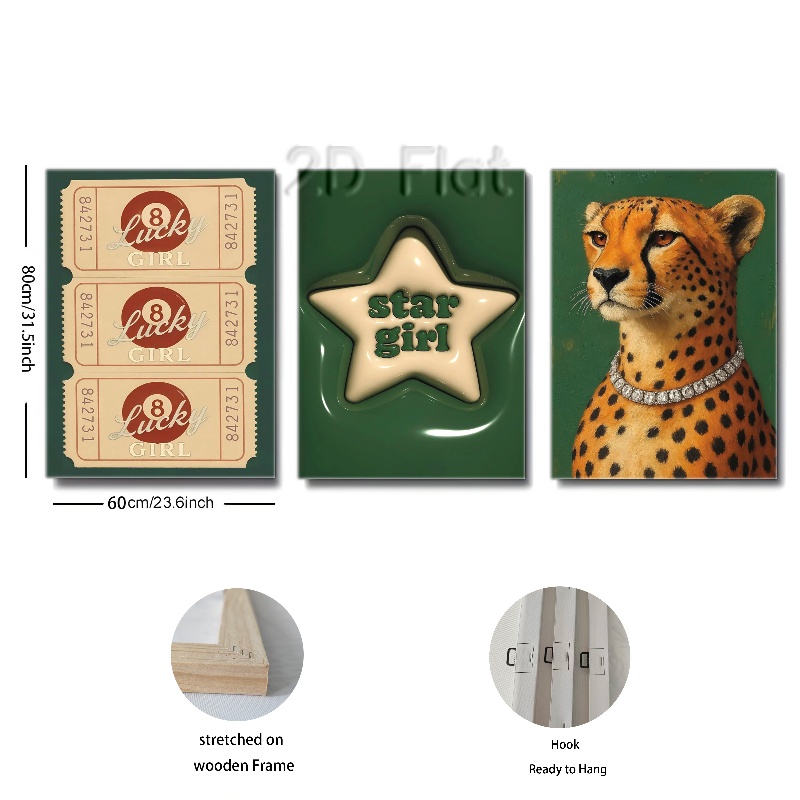 2D Flat
842731
8
Lucky
GIRL
842731
842731
8
Lucky
GIRL
842731
842731
8
Lucky
GIRL
842731
star
girl
80cm/31.5inch
60cm/23.6inch
stretched on
wooden Frame
Hook
Ready to Hang